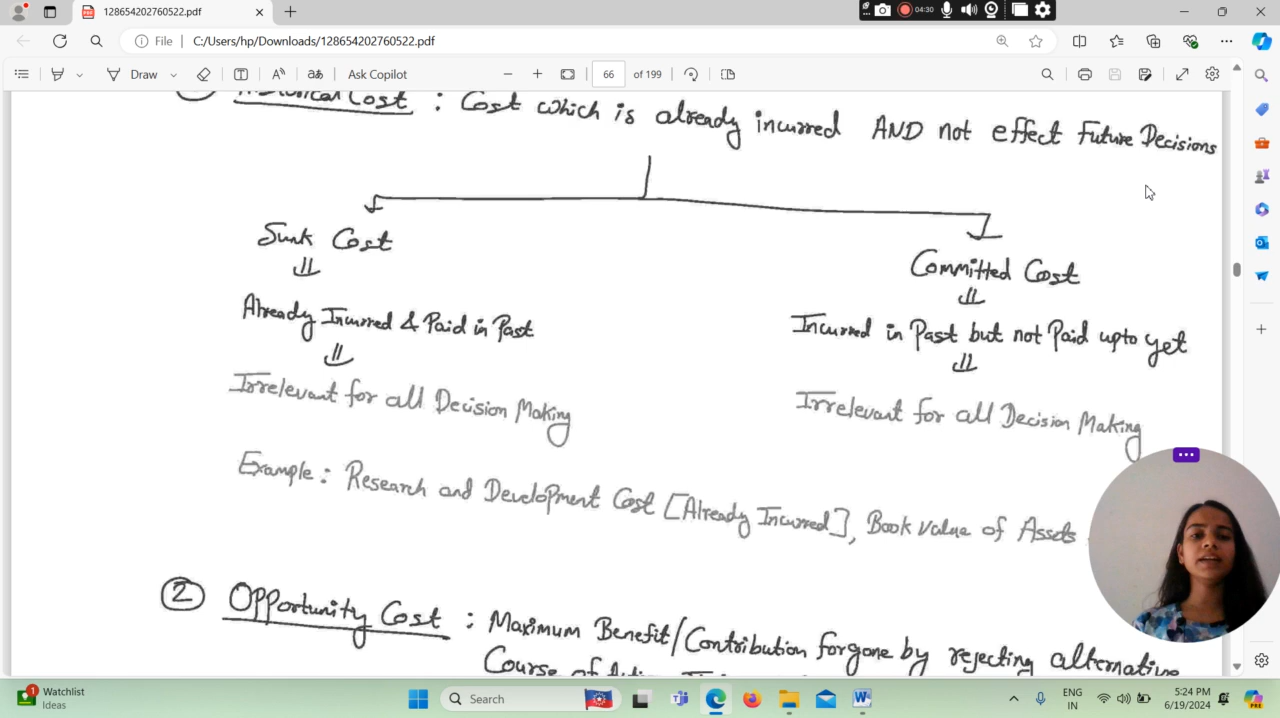 128654202760522.pdf
04:30
File
C:/Users/hp/Downloads/128654202760522.pdf
Draw
Ask Copilot
66
of 199
Cost : Cost which is already incurred AND not effect Future Decisions
Sunk Cost
Committed Cost
Already Incurred & Paid in Past
Incurred in Past but not Paid upto yet
Irrelevant for all Decision Making
Irrelevant for all Decision Making
Example : Research and Development Cost [Already Incurred], Book value of Assets
2 Opportunity Cost : Maximum Benefit/Contribution forgone by rejecting alternative
Course of
1
Watchlist
Ideas
Search
ENG
IN
5:24 PM
6/19/2024